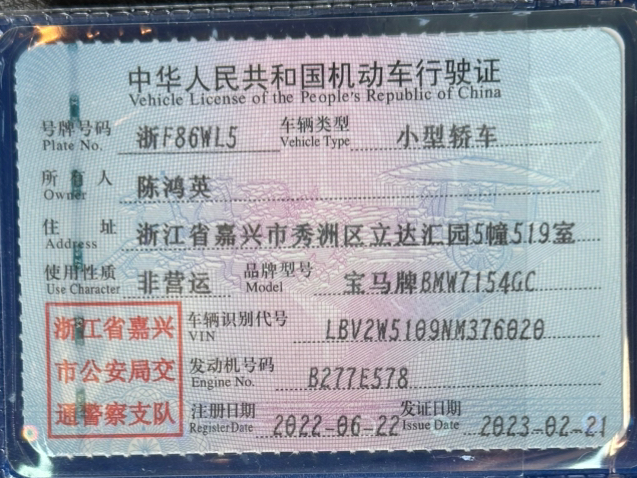 中华人民共和国机动车行驶证
Vehicle License of the People's Republic of China
号牌号码 浙F86WL5 车辆类型 小型轿车
Plate No. Vehicle Type
所有人 陈鸿英
Owner
住址 浙江省嘉兴市秀洲区立达汇园5幢519室
Address
使用性质 非营运 品牌型号 宝马牌BMW7154GC
Use Character Model
浙江省嘉兴
市公安局交
通警察支队
车辆识别代号 LBV2W5109NM376020
VIN
发动机号码 B277E578
Engine No.
注册日期 2022-06-22 发证日期 2023-02-21
Register Date Issue Date